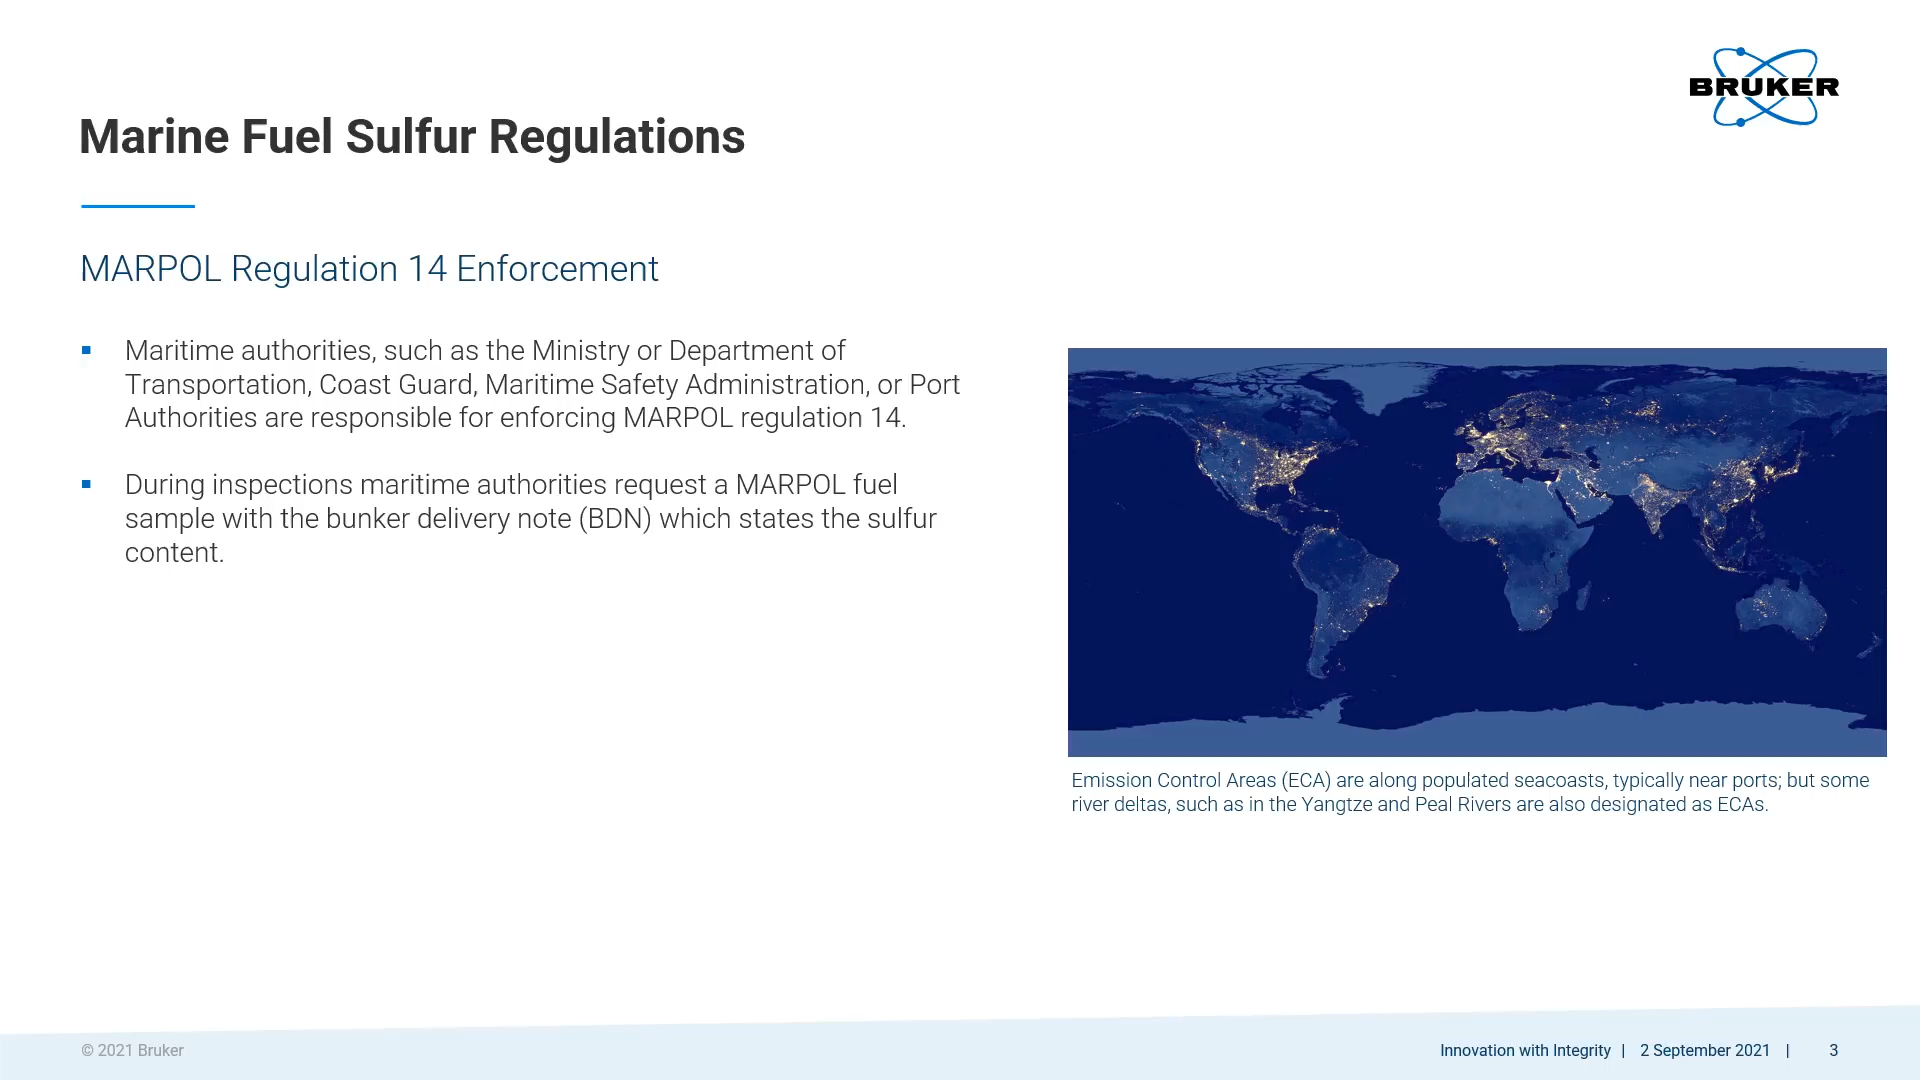 BRUKER
Marine Fuel Sulfur Regulations
MARPOL Regulation 14 Enforcement
▪ Maritime authorities, such as the Ministry or Department of
Transportation, Coast Guard, Maritime Safety Administration, or Port
Authorities are responsible for enforcing MARPOL regulation 14.
▪ During inspections maritime authorities request a MARPOL fuel
sample with the bunker delivery note (BDN) which states the sulfur
content.
Emission Control Areas (ECA) are along populated seacoasts, typically near ports; but some
river deltas, such as in the Yangtze and Peal Rivers are also designated as ECAs.
© 2021 Bruker
Innovation with Integrity | 2 September 2021 | 3